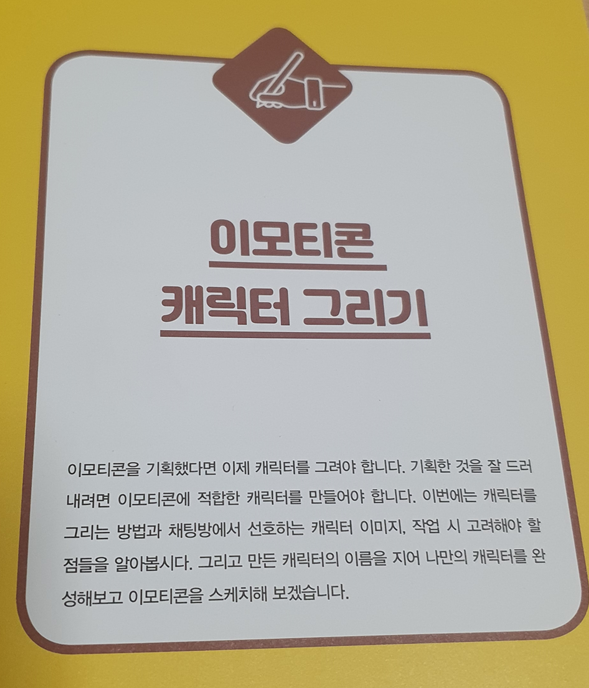 이모티콘
캐릭터 그리기
이모티콘을 기획했다면 이제 캐릭터를 그려야 합니다. 기획한 것을 잘 드러
내려면 이모티콘에 적합한 캐릭터를 만들어야 합니다. 이번에는 캐릭터를
그리는 방법과 채팅방에서 선호하는 캐릭터 이미지, 작업 시 고려해야 할
점들을 알아봅시다. 그리고 만든 캐릭터의 이름을 지어 나만의 캐릭터를 완
성해보고 이모티콘을 스케치해 보겠습니다.